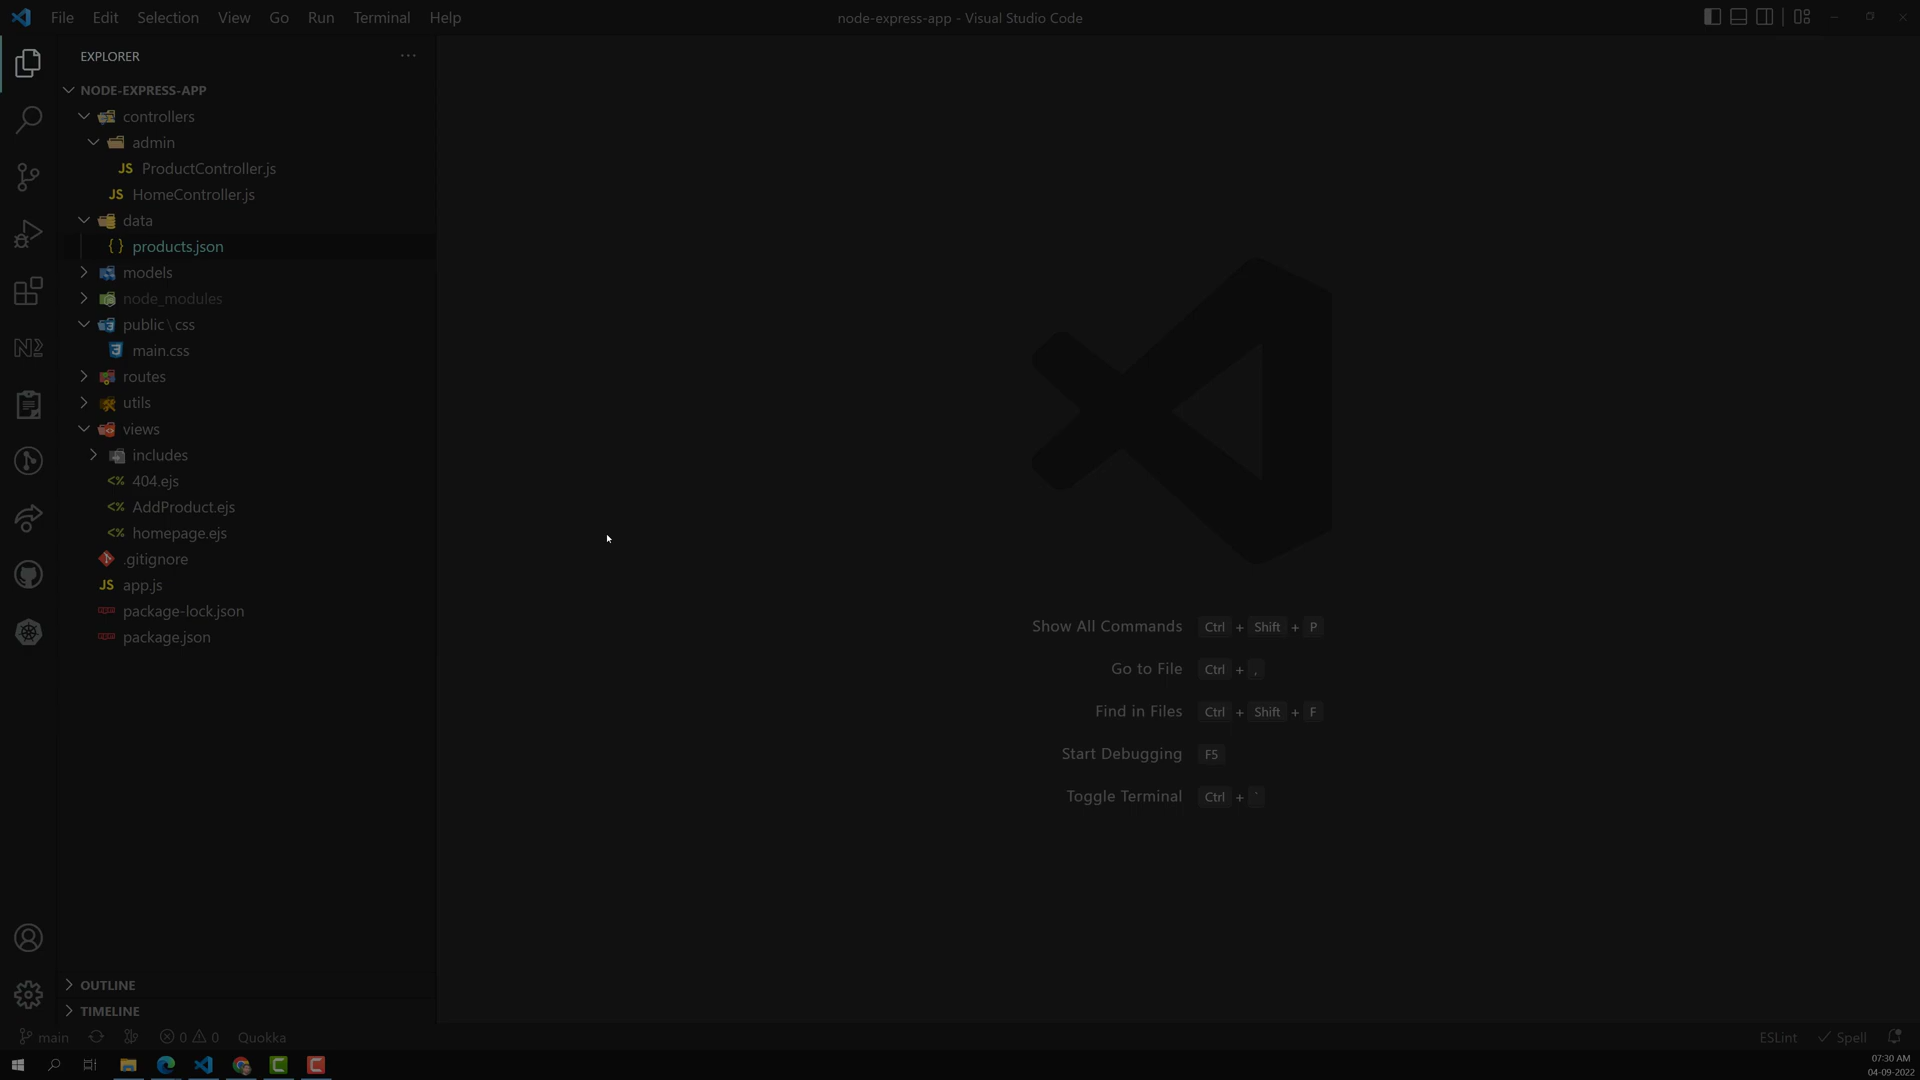 File Edit Selection View Go Run Terminal Help
node-express-app - Visual Studio Code
EXPLORER
NODE-EXPRESS-APP
controllers
admin
JS ProductController.js
JS HomeController.js
data
{ } products.json
models
node_modules
public \ css
main.css
routes
utils
views
includes
<% 404.ejs
<% AddProduct.ejs
<% homepage.ejs
.gitignore
JS app.js
package-lock.json
package.json
Show All Commands Ctrl + Shift + P
Go to File Ctrl + ,
Find in Files Ctrl + Shift + F
Start Debugging F5
Toggle Terminal Ctrl + `
OUTLINE
TIMELINE
main 0 0 Quokka
ESLint Spell
07:30 AM
04-09-2022